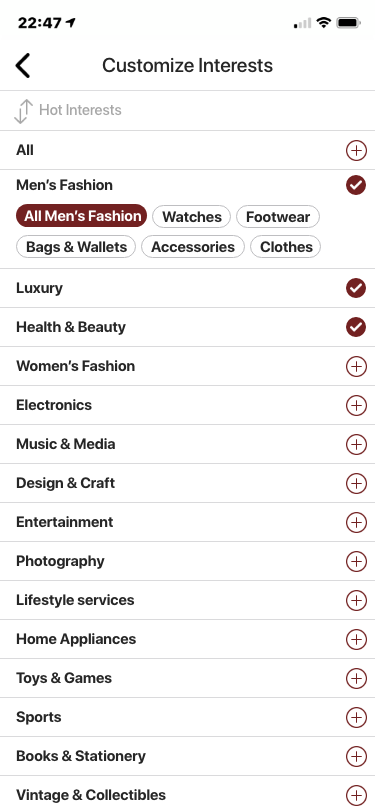 22:47
Customize Interests
Hot Interests
All
Men's Fashion
All Men's Fashion Watches Footwear
Bags & Wallets Accessories Clothes
Luxury
Health & Beauty
Women's Fashion
Electronics
Music & Media
Design & Craft
Entertainment
Photography
Lifestyle services
Home Appliances
Toys & Games
Sports
Books & Stationery
Vintage & Collectibles